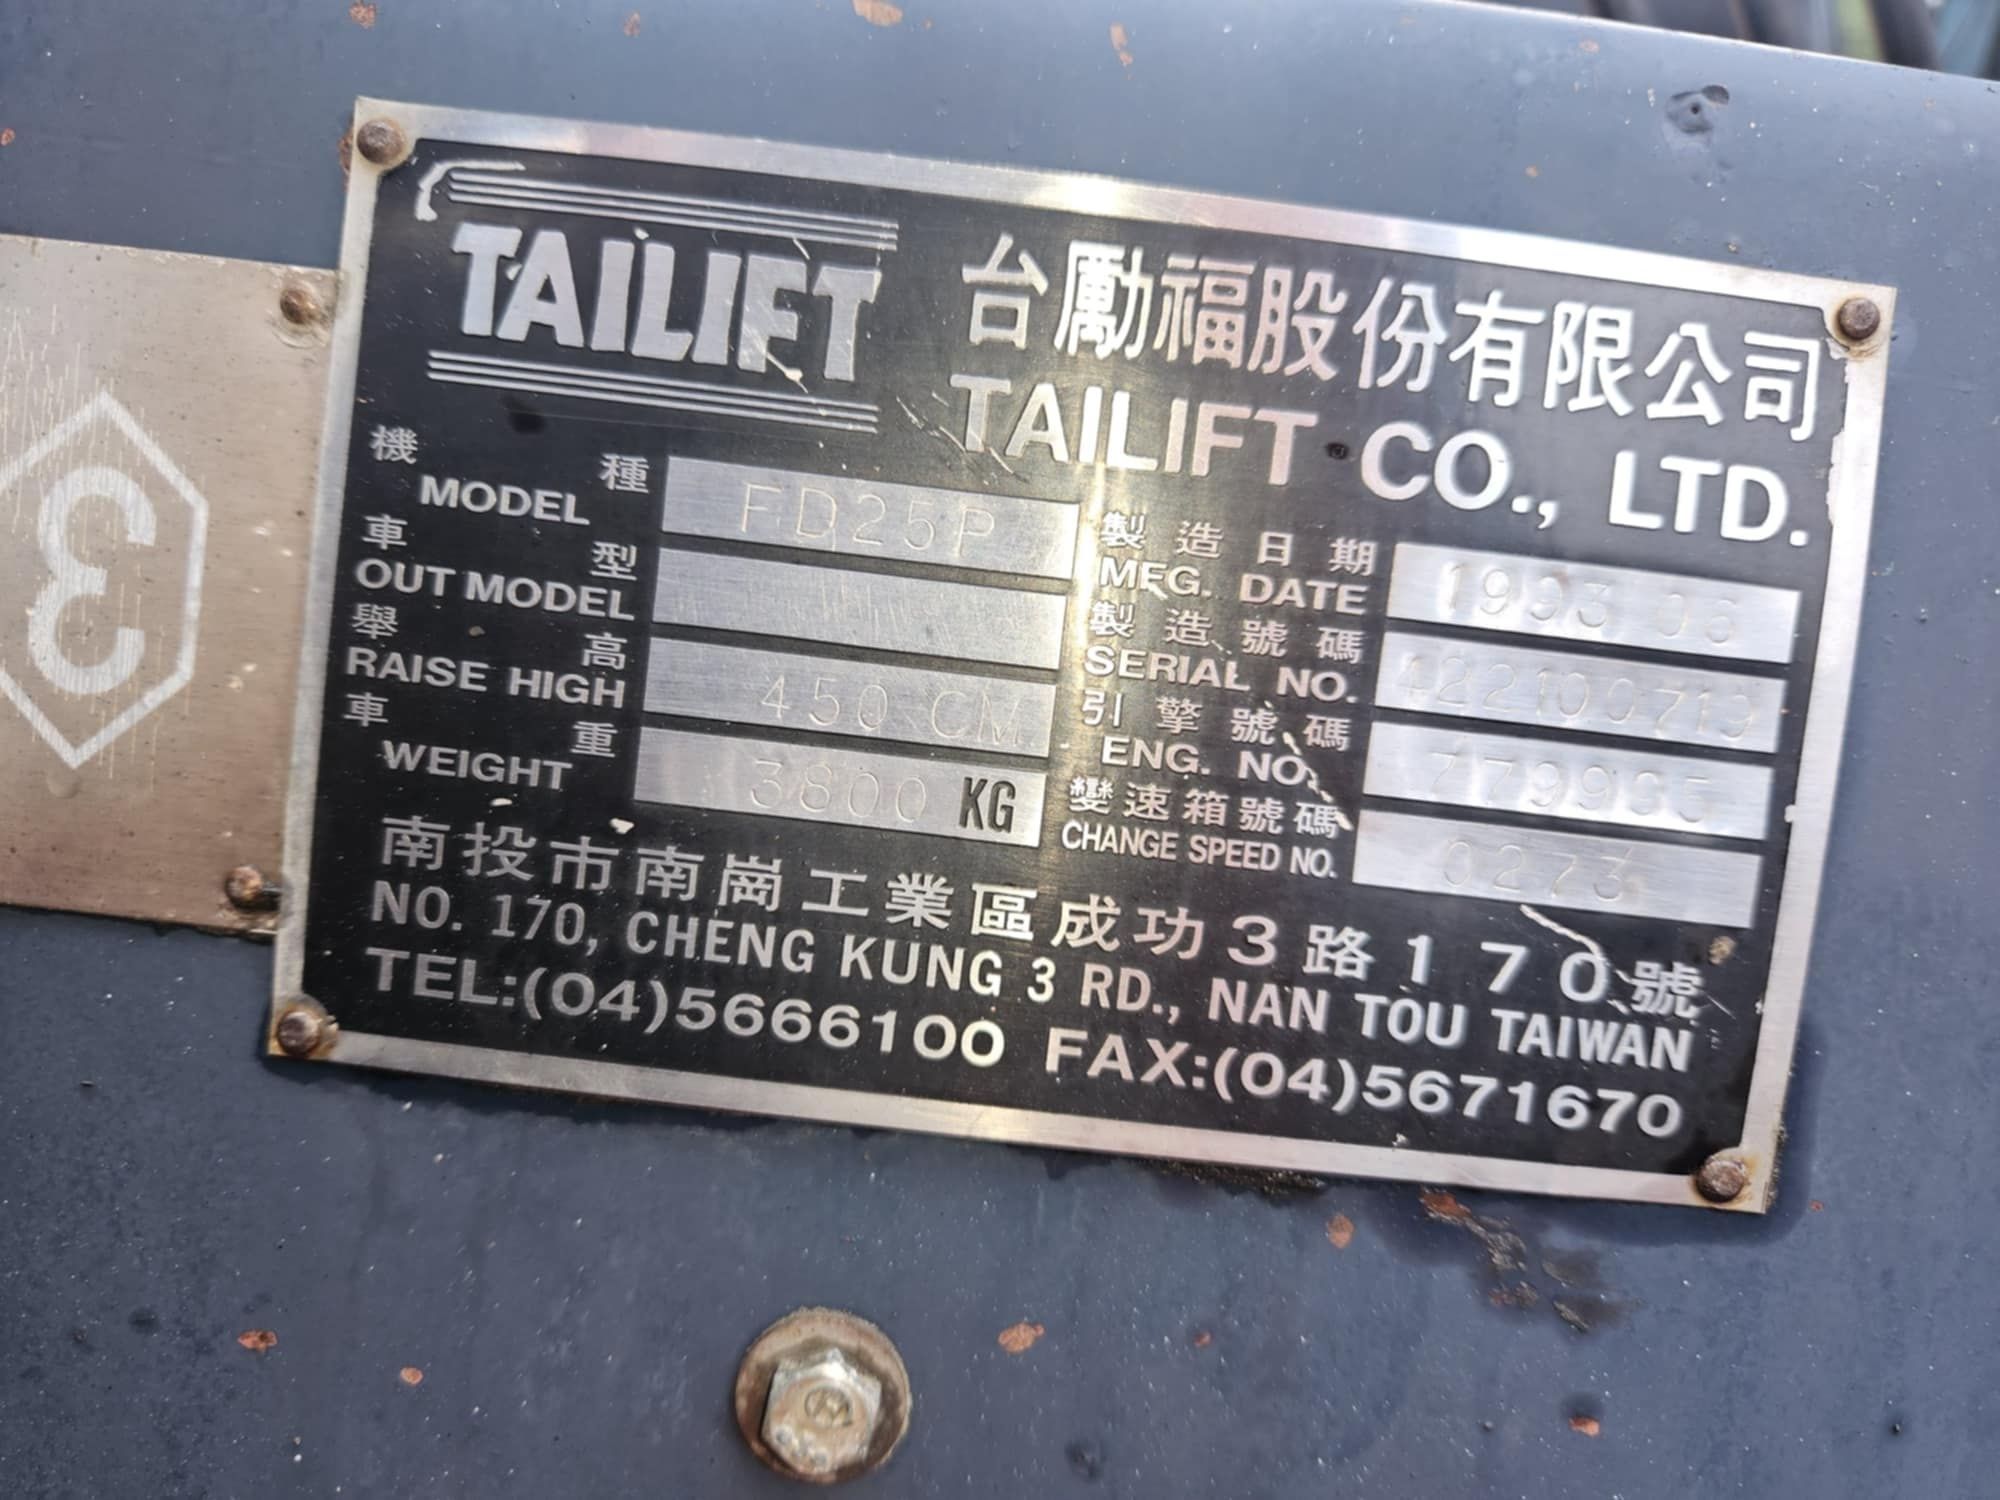 TAILIFT
台勵福股份有限公司
TAILIFT CO., LTD.
機種
MODEL FD25P
車型
OUT MODEL
舉高
RAISE HIGH 450 CM
車重
WEIGHT 3800 KG
製造日期
MFG. DATE 1993 06
製造號碼
SERIAL NO. 422100719
引擎號碼
ENG. NO. 779935
變速箱號碼
CHANGE SPEED NO. 0273
南投市南崗工業區成功3路170號
NO. 170, CHENG KUNG 3 RD., NAN TOU TAIWAN
TEL:(04)5666100 FAX:(04)5671670
3